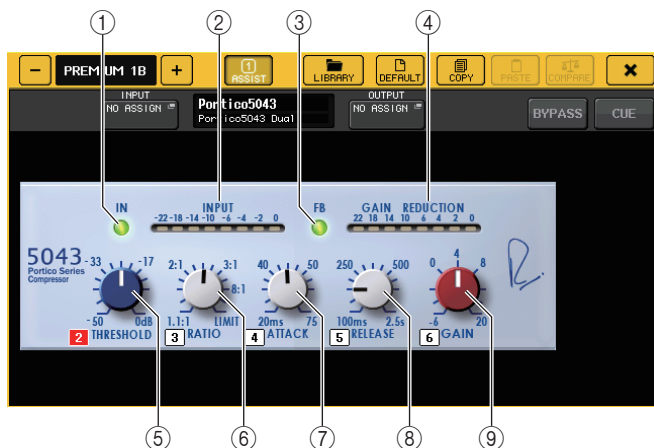 ① ② ③ ④
− PREMIUM 1B + 1 ASSIST LIBRARY DEFAULT COPY PASTE COMPARE ×
INPUT OUTPUT
NO ASSIGN Portico5043 NO ASSIGN BYPASS CUE
Portico5043 Dual
IN INPUT FB GAIN REDUCTION
-22 -18 -14 -10 -6 -4 -2 0 22 18 14 10 6 4 2 0
5043
Portico Series
Compressor
-33 -17 2:1 3:1 8:1 40 50 250 500 0 4 8
-50 0dB 1.1:1 LIMIT 20ms 75 100ms 2.5s -6 20
2 THRESHOLD 3 RATIO 4 ATTACK 5 RELEASE 6 GAIN
⑤ ⑥ ⑦ ⑧ ⑨